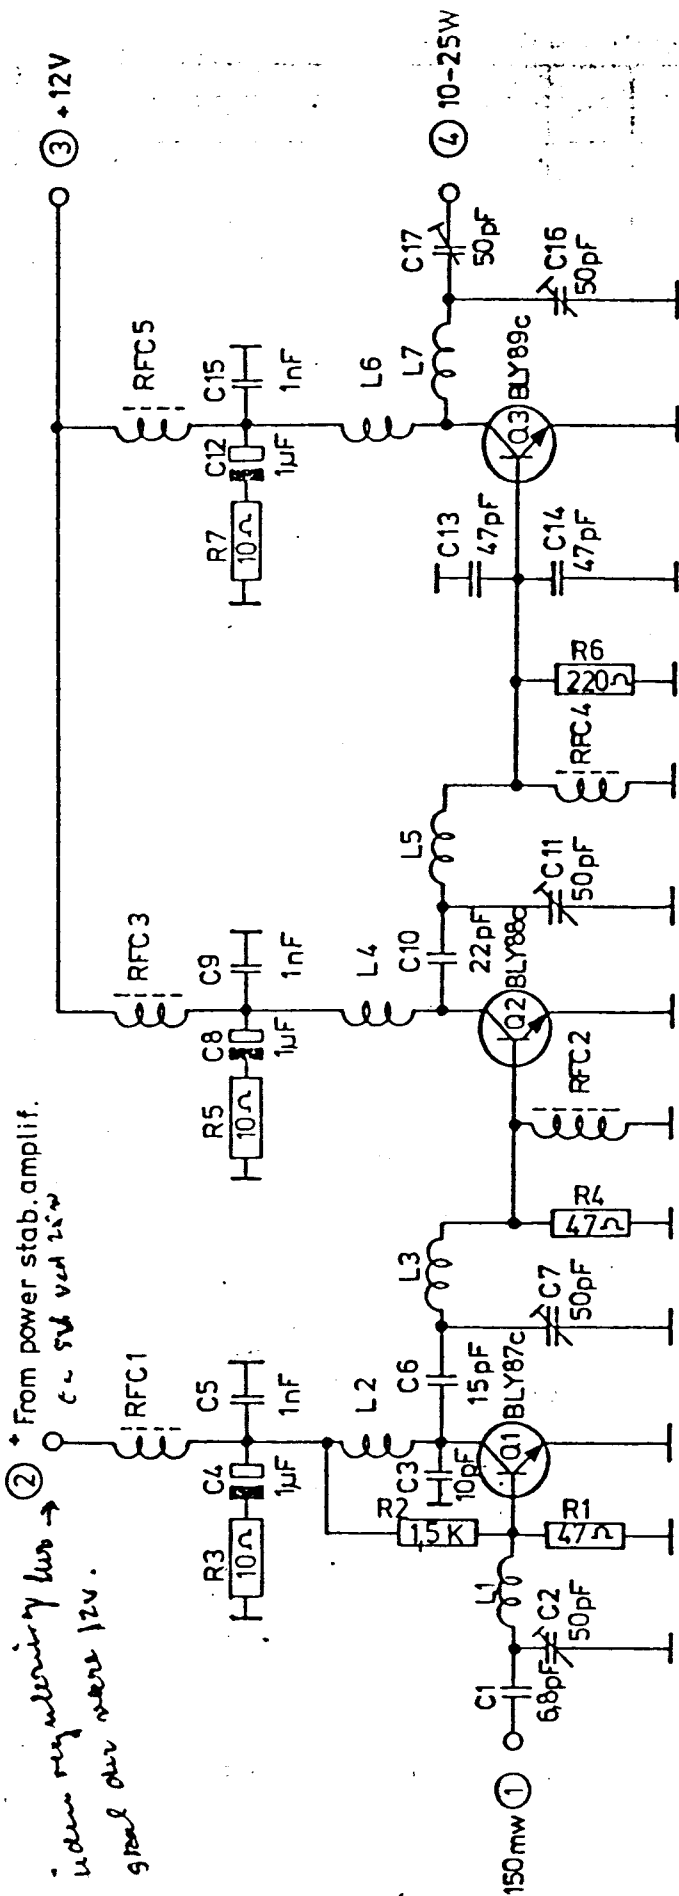 ② + From power stab. amplif.
③ +12V
RFC1
RFC3
RFC5
R3
10Ω
C4
1µF
C5
1nF
R5
10Ω
C8
1µF
C9
1nF
R7
10Ω
C12
1µF
C15
1nF
L2
L4
L6
R2
1,5K
C3
10pF
C6
15pF
L3
C10
22pF
L5
L7
C17
50pF
④ 10-25W
150mw ①
C1
6,8pF
L1
C2
50pF
R1
47Ω
Q1
BLY87c
C7
50pF
R4
47Ω
RFC2
Q2
BLY88c
C11
50pF
RFC4
R6
220Ω
C13
47pF
C14
47pF
Q3
BLY89c
C16
50pF
12V.